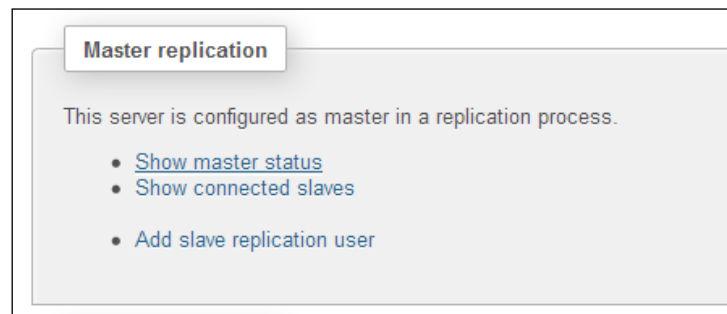 Master replication
This server is configured as master in a replication process.
Show master status
Show connected slaves
Add slave replication user